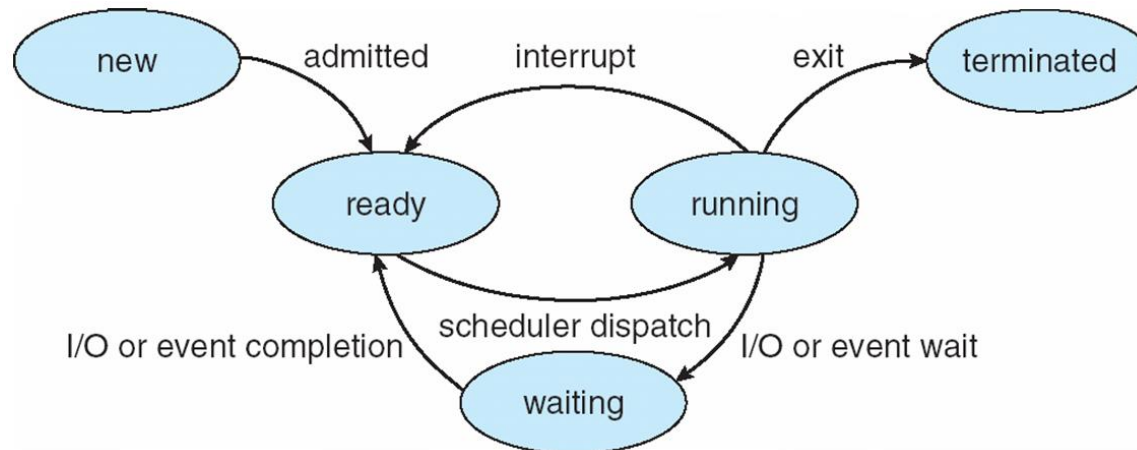 new
admitted
interrupt
exit
terminated
ready
running
scheduler dispatch
I/O or event completion
I/O or event wait
waiting